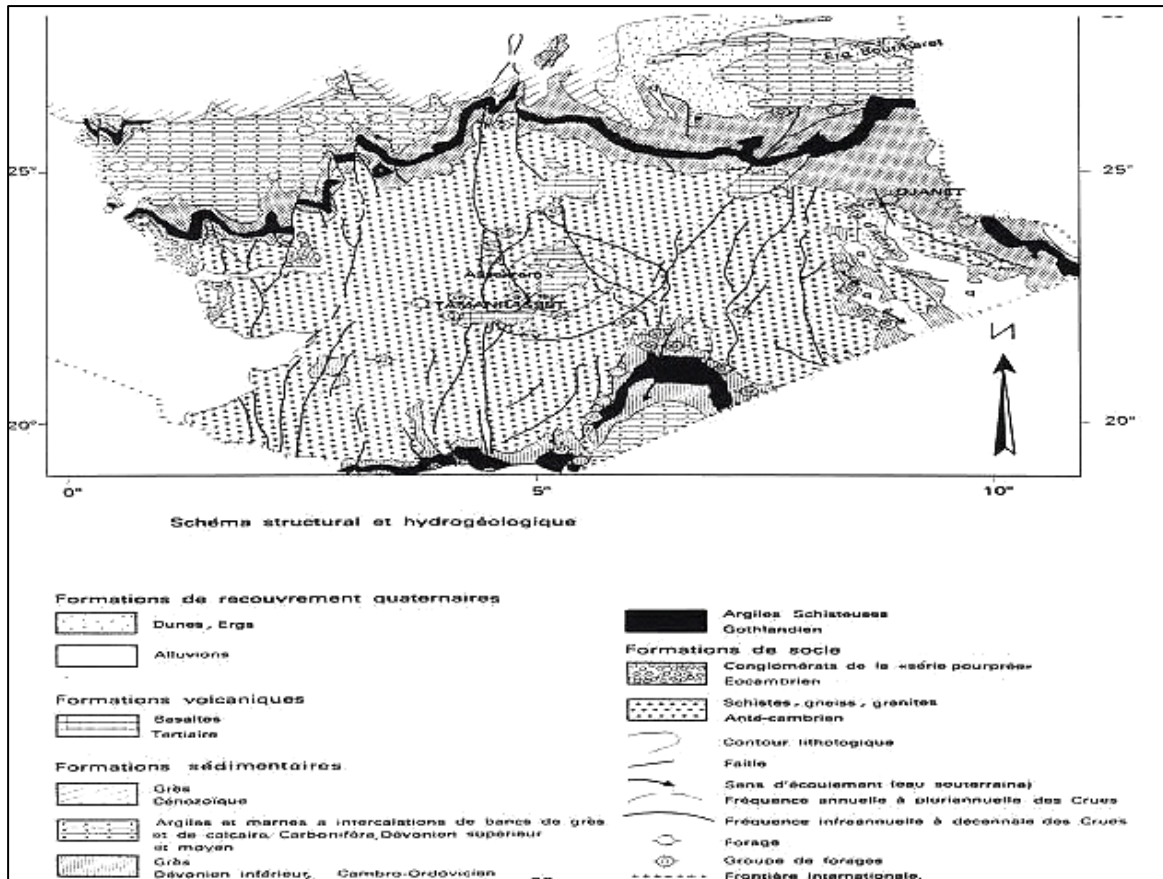 Erg Bourharet
25°
25°
DJANET
Assekrem
TAMANRASSET
20°
20°
0°
5°
10°
Schéma structural et hydrogéologique
Formations de recouvrement quaternaires
Dunes, Ergs
Alluvions
Formations volcaniques
Basaltes
Tertiaire
Formations sédimentaires
Grès
Cénozoïque
Argiles et marnes a intercalations de bancs de grès
et de calcaire, Carbonifère, Dévonien supérieur
et moyen
Grès
Dévonien inférieur, Cambro-Ordovicien
Argiles Schisteuses
Gothlandien
Formations de socle
Conglomérats de la «série pourprée»
Eocambrien
Schistes, gneiss, granites
Anté-cambrien
Contour lithologique
Faille
Sens d'écoulement (eau souterraine)
Fréquence annuelle à pluriannuelle des Crues
Fréquence infraannuelle à décennale des Crues
Forage
Groupe de forages
Frontière internationale.